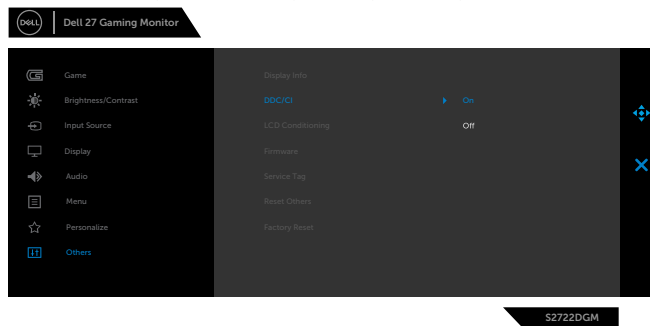 DELL
Dell 27 Gaming Monitor
Game
Display Info
Brightness/Contrast
DDC/CI
On
Input Source
LCD Conditioning
Off
Display
Firmware
Audio
Service Tag
Menu
Reset Others
Personalize
Factory Reset
Others
S2722DGM